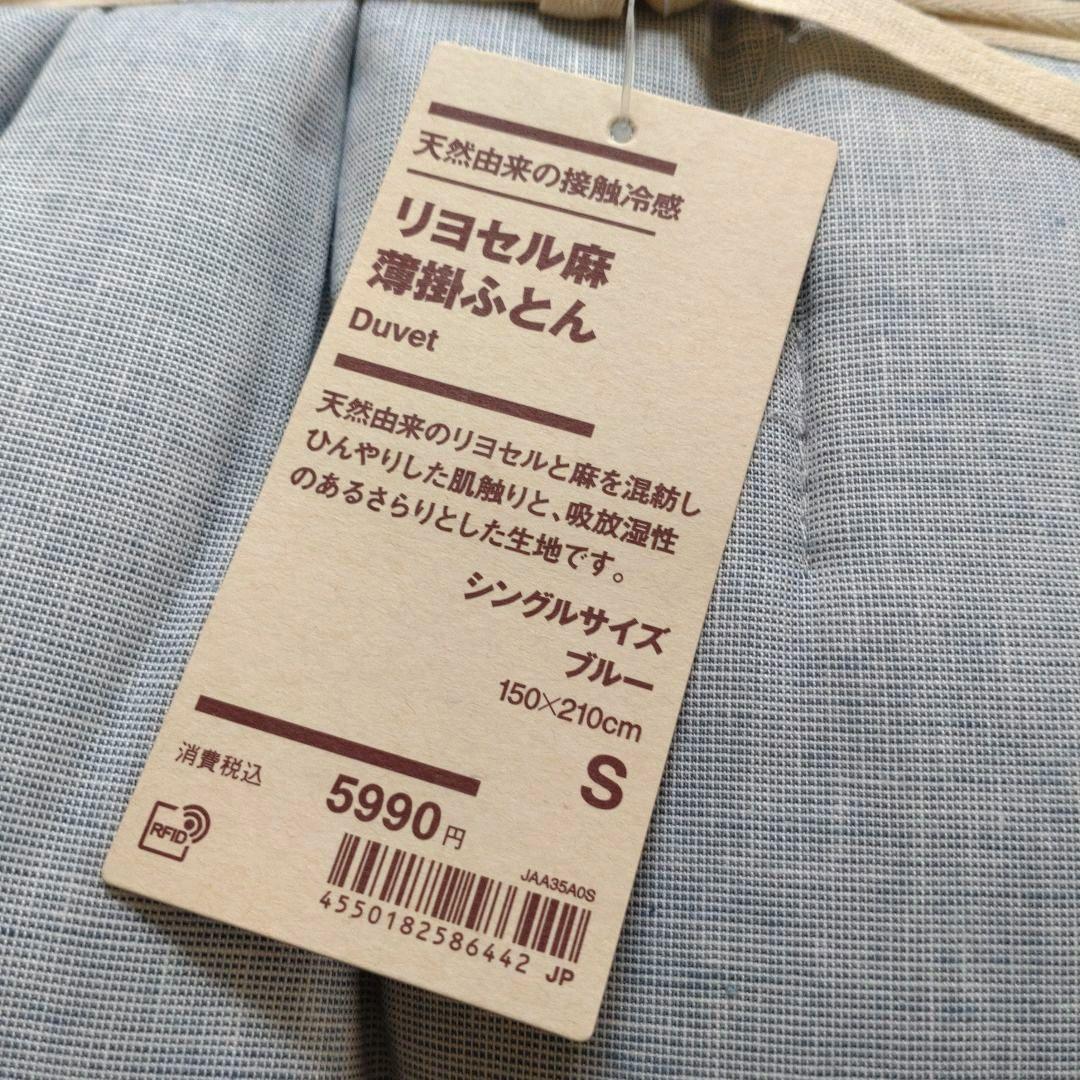 天然由来の接触冷感
リヨセル麻
薄掛ふとん
Duvet
天然由来のリヨセルと麻を混紡し
ひんやりした肌触りと、吸放湿性
のあるさらりとした生地です。
シングルサイズ
ブルー
150×210cm
S
消費税込
5990円
RFID
JAA35A0S
4550182586442 JP